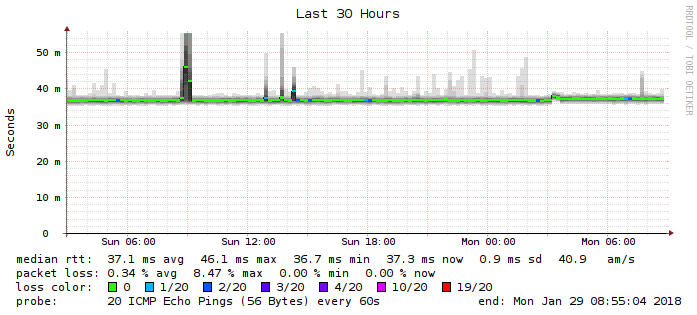 Last 30 Hours
RRDTOOL / TOBI OETIKER
Seconds
50 m
40 m
30 m
20 m
10 m
0
Sun 06:00 Sun 12:00 Sun 18:00 Mon 00:00 Mon 06:00
median rtt: 37.1 ms avg 46.1 ms max 36.7 ms min 37.3 ms now 0.9 ms sd 40.9 am/s
packet loss: 0.34 % avg 8.47 % max 0.00 % min 0.00 % now
loss color: 0 1/20 2/20 3/20 4/20 10/20 19/20
probe: 20 ICMP Echo Pings (56 Bytes) every 60s end: Mon Jan 29 08:55:04 2018